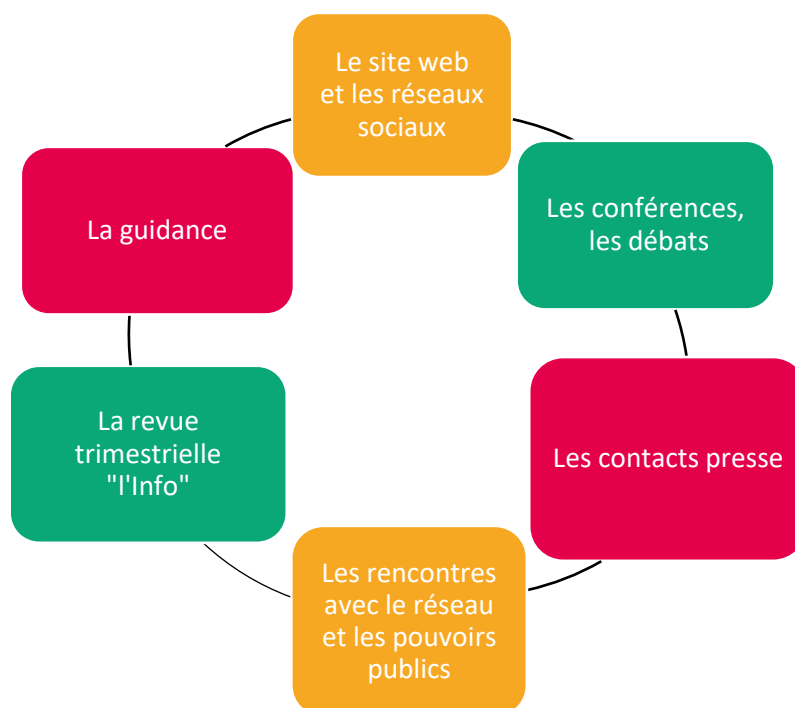 Le site web
et les réseaux
sociaux
Les conférences,
les débats
Les contacts presse
Les rencontres
avec le réseau
et les pouvoirs
publics
La revue
trimestrielle
"l'Info"
La guidance